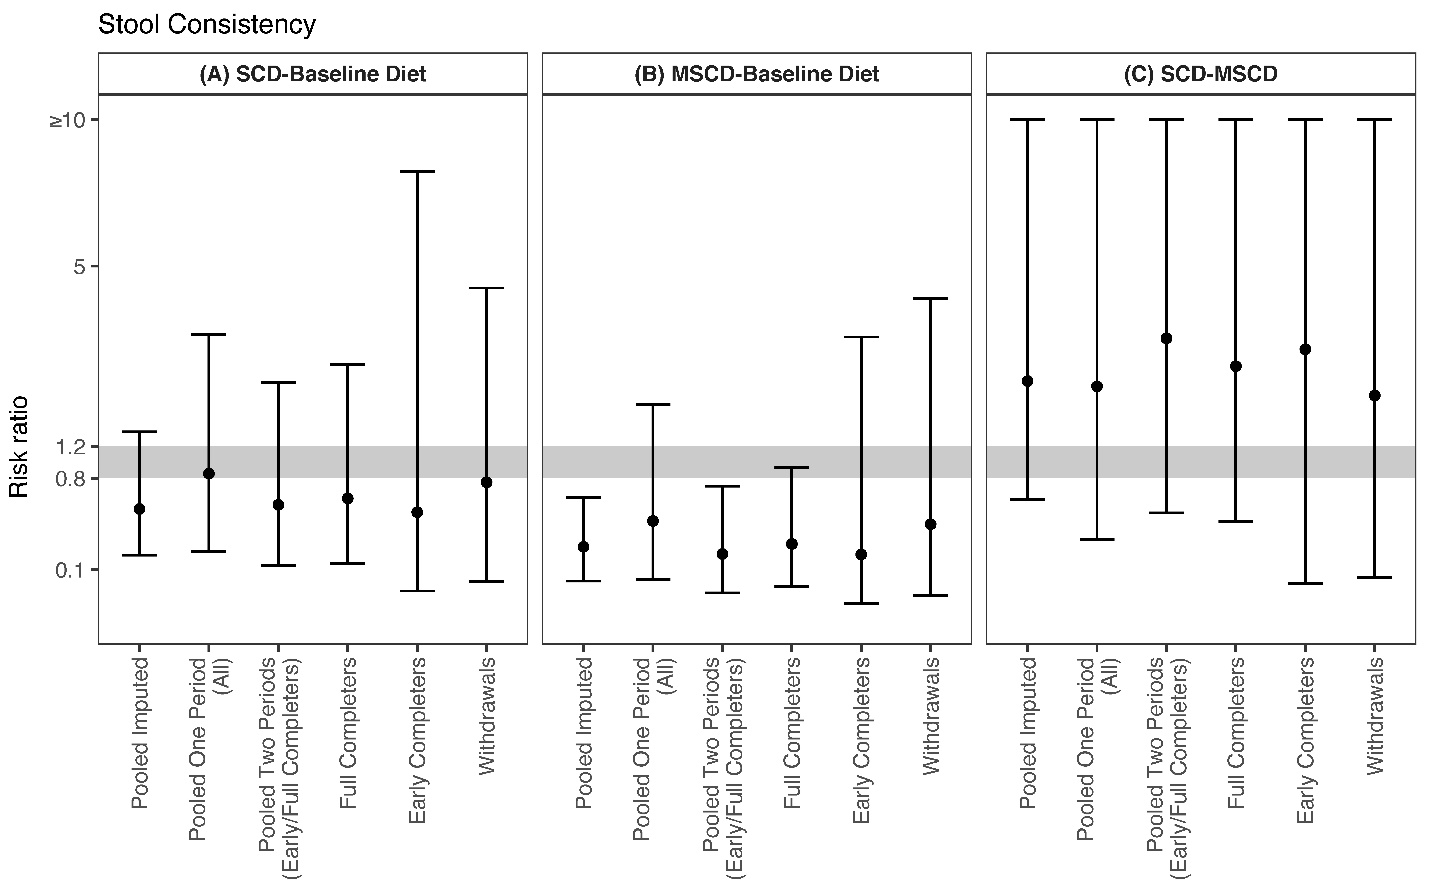 Stool Consistency
(A) SCD-Baseline Diet
(B) MSCD-Baseline Diet
(C) SCD-MSCD
Risk ratio
≥10
5
1.2
0.8
0.1
Pooled Imputed
Pooled One Period
(All)
Pooled Two Periods
(Early/Full Completers)
Full Completers
Early Completers
Withdrawals
Pooled Imputed
Pooled One Period
(All)
Pooled Two Periods
(Early/Full Completers)
Full Completers
Early Completers
Withdrawals
Pooled Imputed
Pooled One Period
(All)
Pooled Two Periods
(Early/Full Completers)
Full Completers
Early Completers
Withdrawals